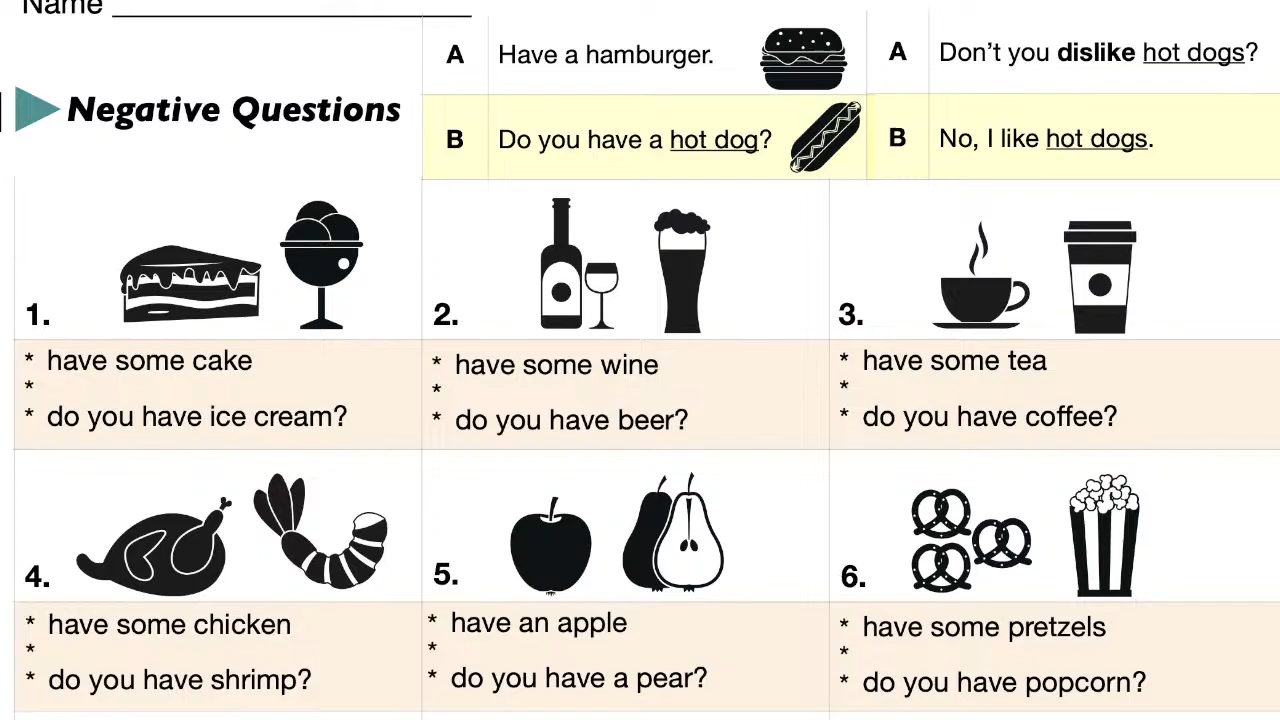 Name
Negative Questions
A Have a hamburger.
B Do you have a hot dog?
A Don't you dislike hot dogs?
B No, I like hot dogs.
1.
* have some cake
*
* do you have ice cream?
2.
* have some wine
*
* do you have beer?
3.
* have some tea
*
* do you have coffee?
4.
* have some chicken
*
* do you have shrimp?
5.
* have an apple
*
* do you have a pear?
6.
* have some pretzels
*
* do you have popcorn?